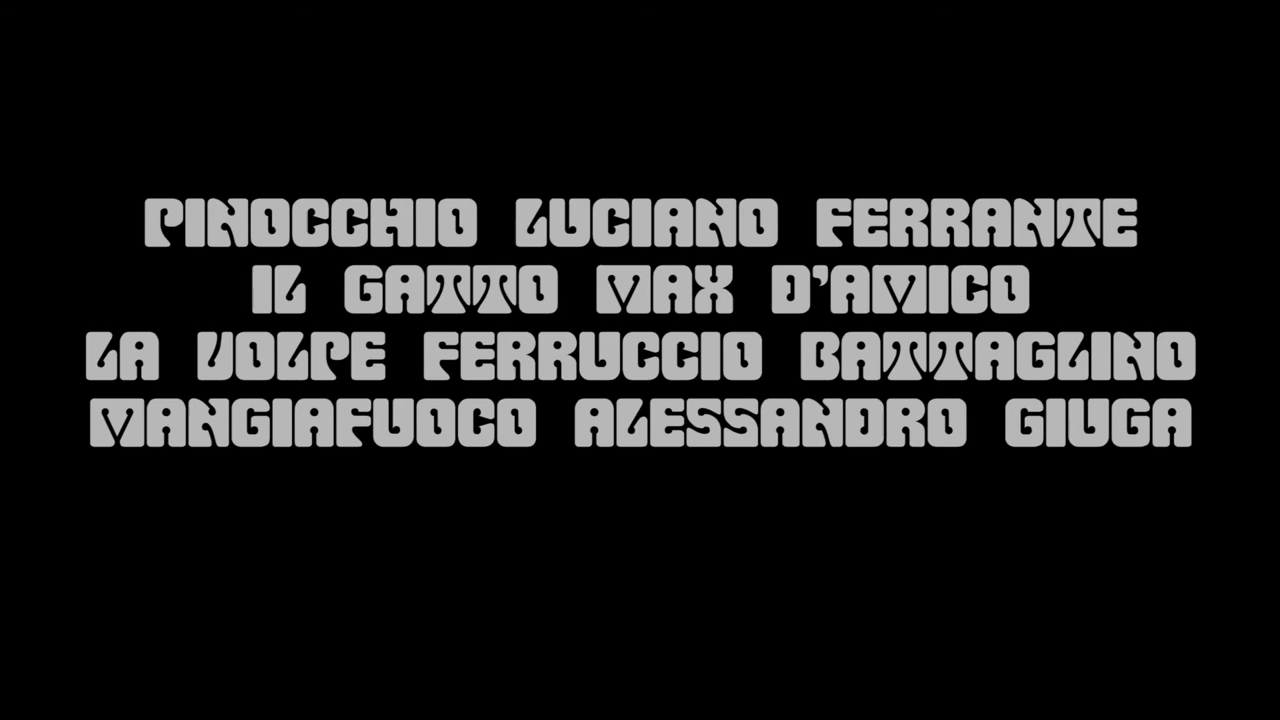 PINOCCHIO LUCIANO FERRANTE
IL GATTO MAX D'AMICO
LA VOLPE FERRUCCIO BATTAGLINO
MANGIAFUOCO ALESSANDRO GIUGA